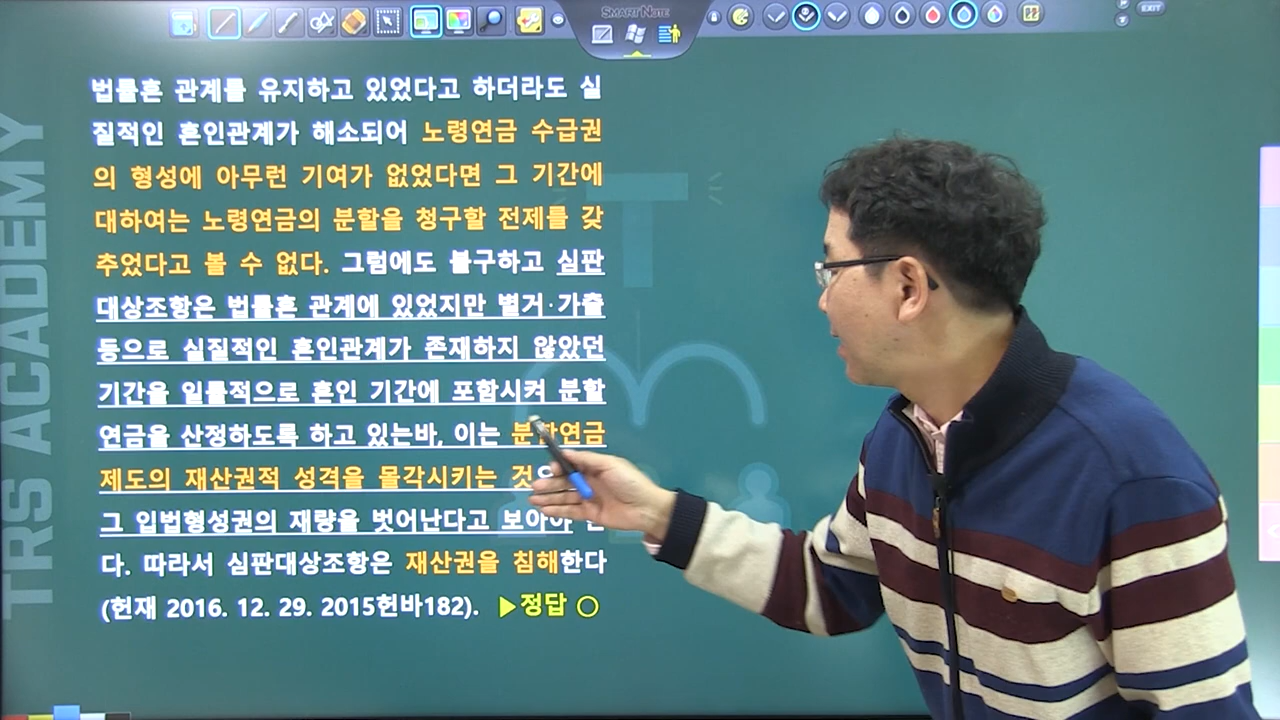 SMART NOTE
EXIT
22
TRS ACADEMY
법률혼 관계를 유지하고 있었다고 하더라도 실
질적인 혼인관계가 해소되어 노령연금 수급권
의 형성에 아무런 기여가 없었다면 그 기간에
대하여는 노령연금의 분할을 청구할 전제를 갖
추었다고 볼 수 없다. 그럼에도 불구하고 심판
대상조항은 법률혼 관계에 있었지만 별거·가출
등으로 실질적인 혼인관계가 존재하지 않았던
기간을 일률적으로 혼인 기간에 포함시켜 분할
연금을 산정하도록 하고 있는바, 이는 분할연금
제도의 재산권적 성격을 몰각시키는 것
그 입법형성권의 재량을 벗어났다고 보아야
다. 따라서 심판대상조항은 재산권을 침해한다
(헌재 2016. 12. 29. 2015헌바182). ▶정답 ○